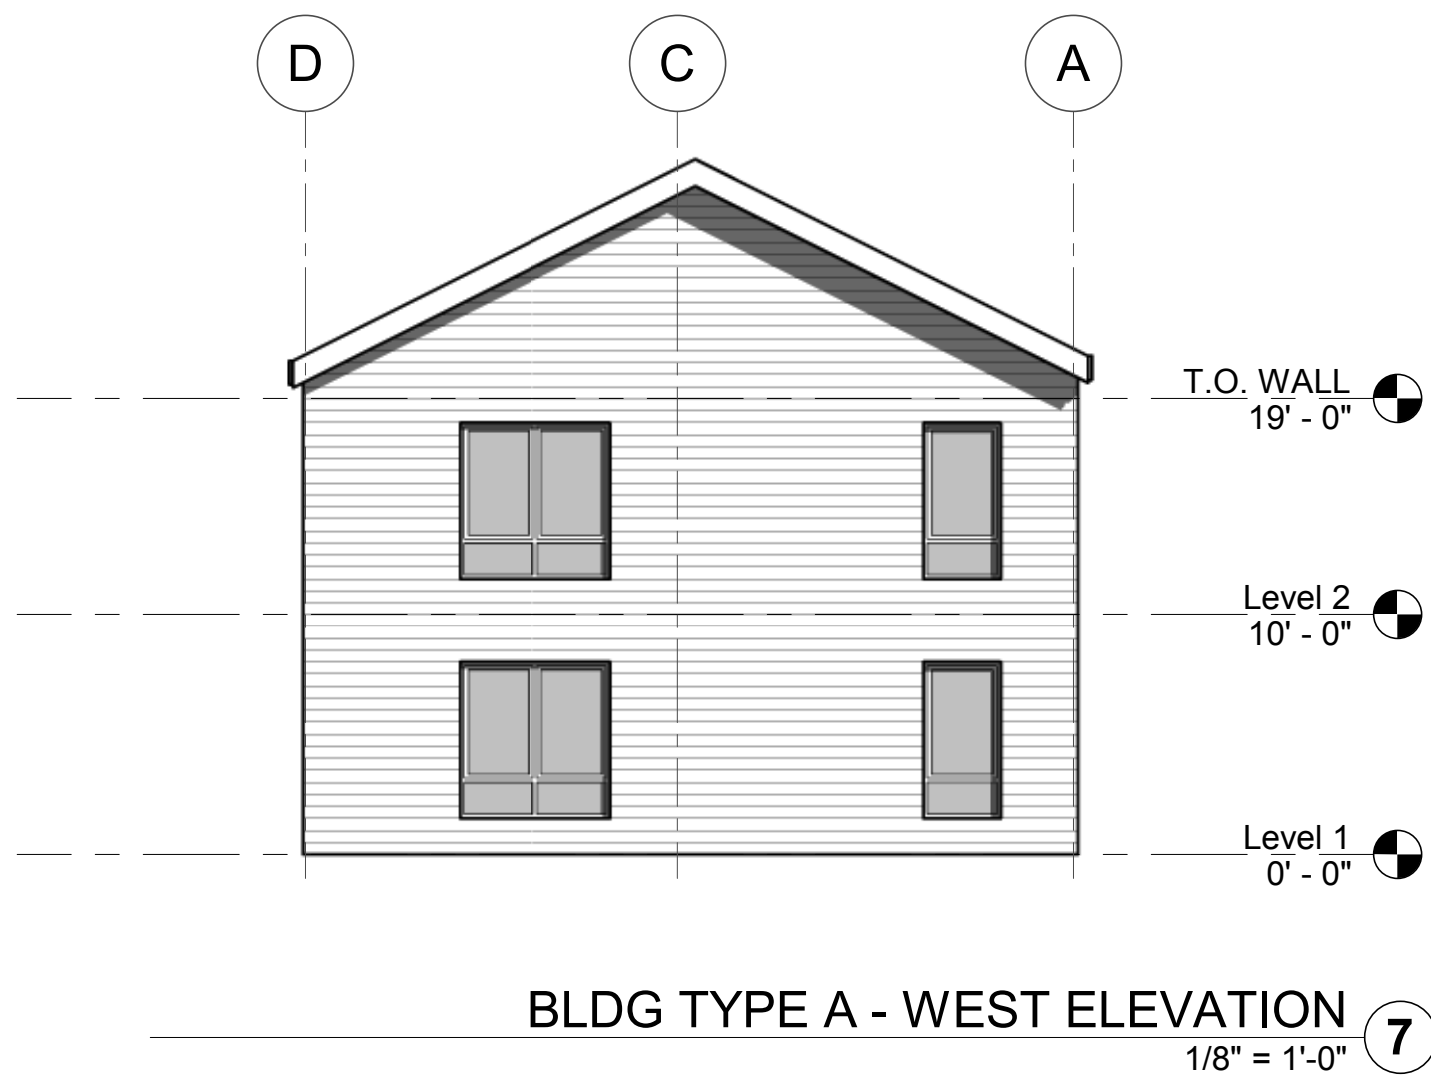 D
C
A
T.O. WALL
19' - 0"
Level 2
10' - 0"
Level 1
0' - 0"
BLDG TYPE A - WEST ELEVATION
7
1/8" = 1'-0"